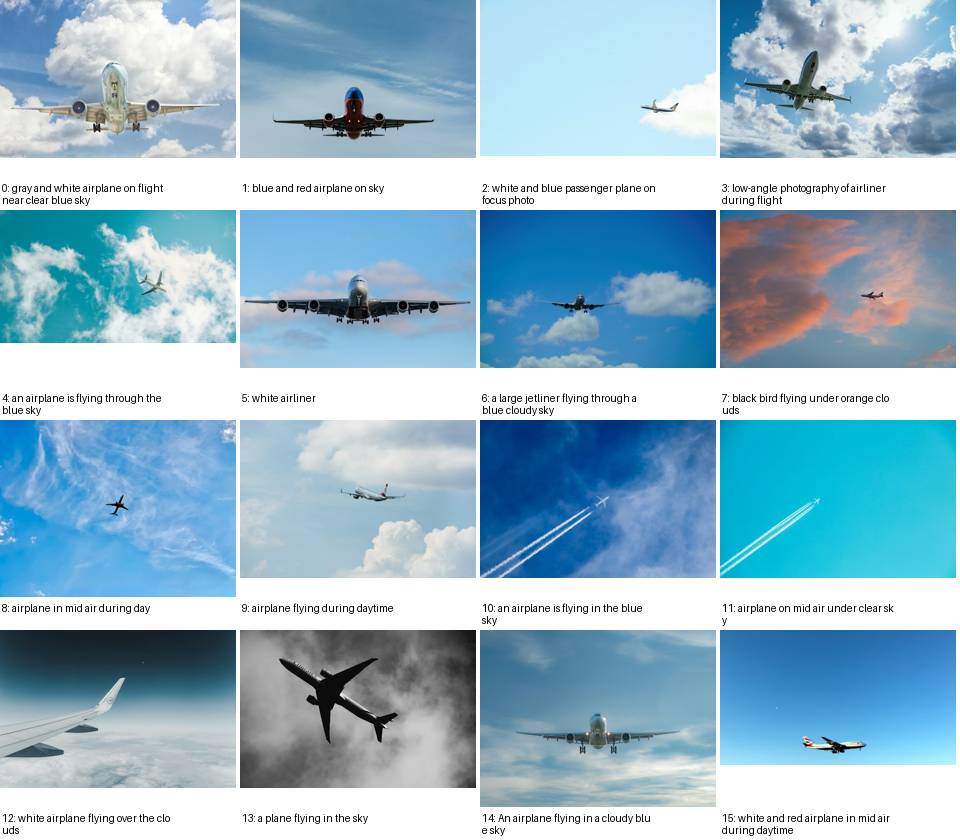 0: gray and white airplane on flight
near clear blue sky
1: blue and red airplane on sky
2: white and blue passenger plane on
focus photo
3: low-angle photography of airliner
during flight
4: an airplane is flying through the
blue sky
5: white airliner
6: a large jetliner flying through a
blue cloudy sky
7: black bird flying under orange clo
uds
8: airplane in mid air during day
9: airplane flying during daytime
10: an airplane is flying in the blue
sky
11: airplane on mid air under clear sk
y
12: white airplane flying over the clo
uds
13: a plane flying in the sky
14: An airplane flying in a cloudy blu
e sky
15: white and red airplane in mid air
during daytime